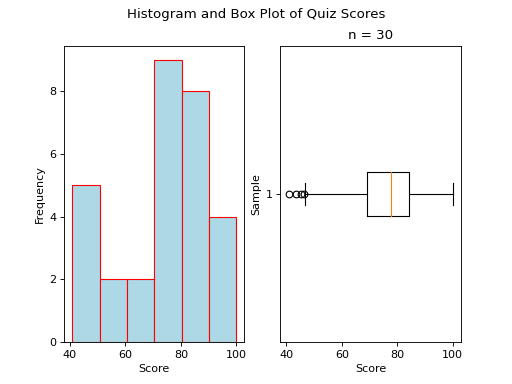 Histogram and Box Plot of Quiz Scores
n = 30
8
6
4
2
0
Frequency
40 60 80 100
Score
Sample
1
40 60 80 100
Score